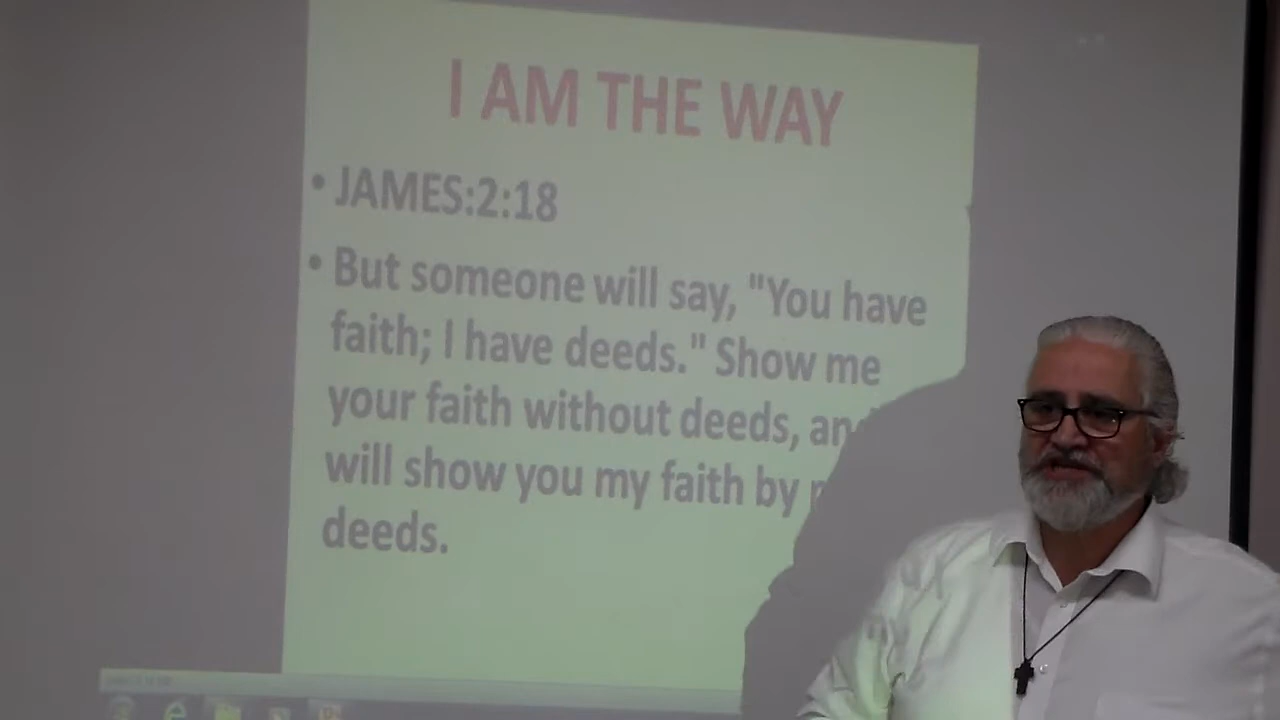 I AM THE WAY
• JAMES:2:18
• But someone will say, "You have
faith; I have deeds." Show me
your faith without deeds, an
will show you my faith by
deeds.